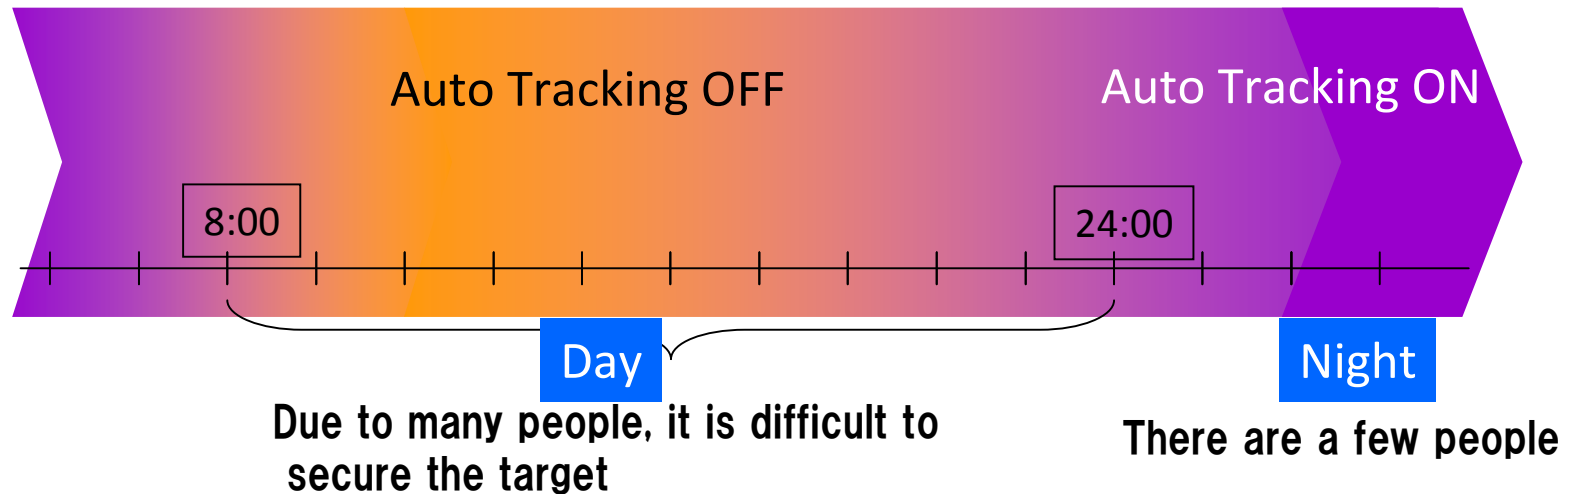 Auto Tracking OFF
Auto Tracking ON
8:00
24:00
Day
Night
Due to many people, it is difficult to
secure the target
There are a few people